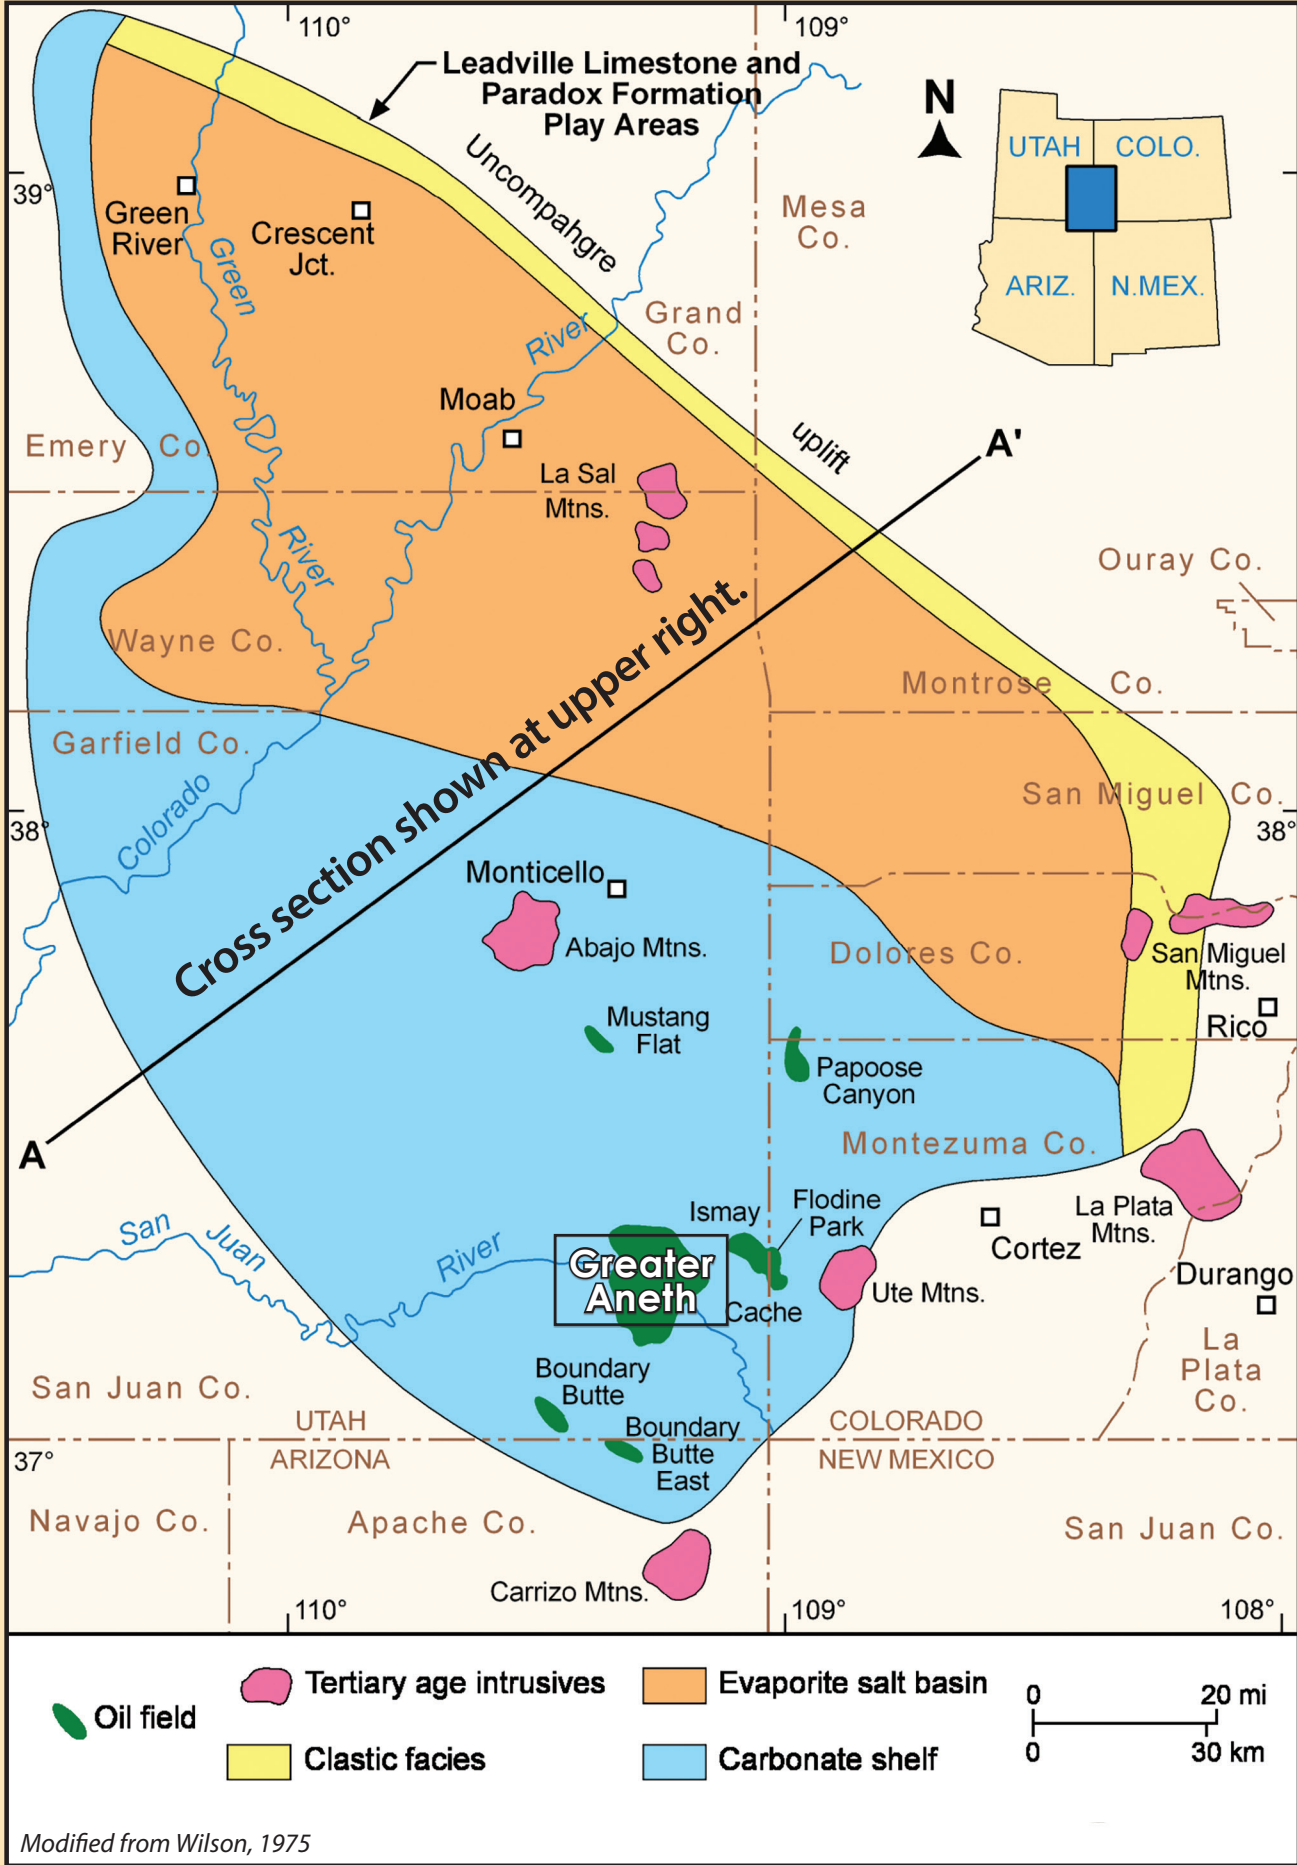 110°
109°
Leadville Limestone and
Paradox Formation
Play Areas
N
UTAH
COLO.
ARIZ.
N.MEX.
39°
Uncompahgre
Mesa
Co.
Green
River
Crescent
Jct.
Green
Grand
Co.
River
Moab
A'
uplift
Emery Co.
La Sal
Mtns.
River
Ouray Co.
Cross section shown at upper right.
Wayne Co.
Montrose Co.
Garfield Co.
San Miguel Co.
Colorado
38°
38°
Monticello
Abajo Mtns.
Dolores Co.
San Miguel
Mtns.
Mustang
Flat
Rico
Papoose
Canyon
Montezuma Co.
A
Ismay
Flodine
Park
La Plata
Mtns.
San Juan
River
Cortez
Greater
Aneth
Durango
Ute Mtns.
Cache
La
Plata
Co.
Boundary
Butte
San Juan Co.
UTAH
COLORADO
Boundary
Butte
East
37°
ARIZONA
NEW MEXICO
Navajo Co.
Apache Co.
San Juan Co.
Carrizo Mtns.
110°
109°
108°
Oil field
Tertiary age intrusives
Evaporite salt basin
Clastic facies
Carbonate shelf
0 20 mi
0 30 km
Modified from Wilson, 1975